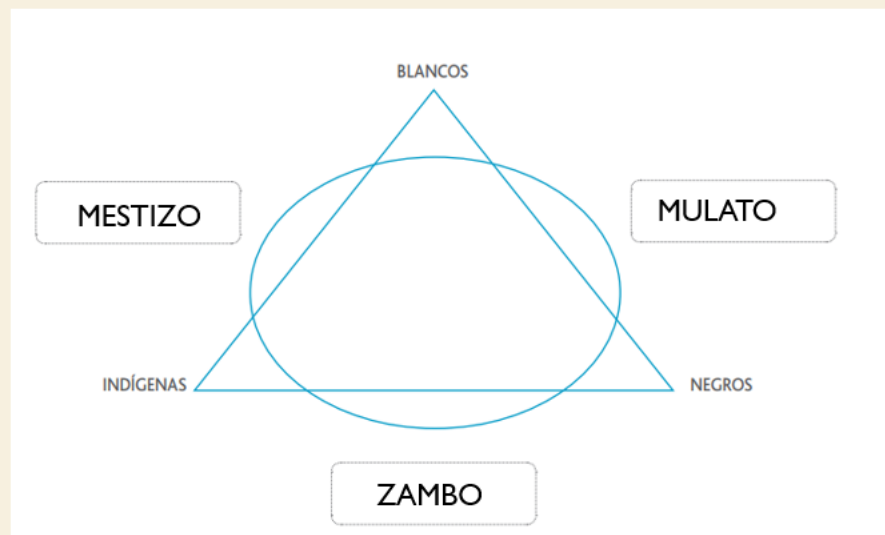 BLANCOS
MESTIZO
MULATO
INDÍGENAS
NEGROS
ZAMBO